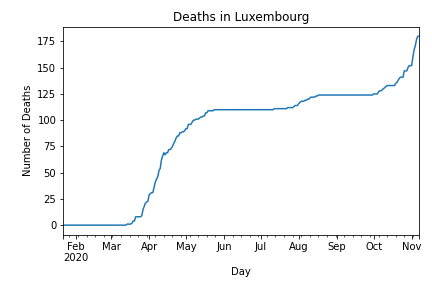 Deaths in Luxembourg
175
150
125
100
75
50
25
0
Number of Deaths
Feb Mar Apr May Jun Jul Aug Sep Oct Nov
2020
Day